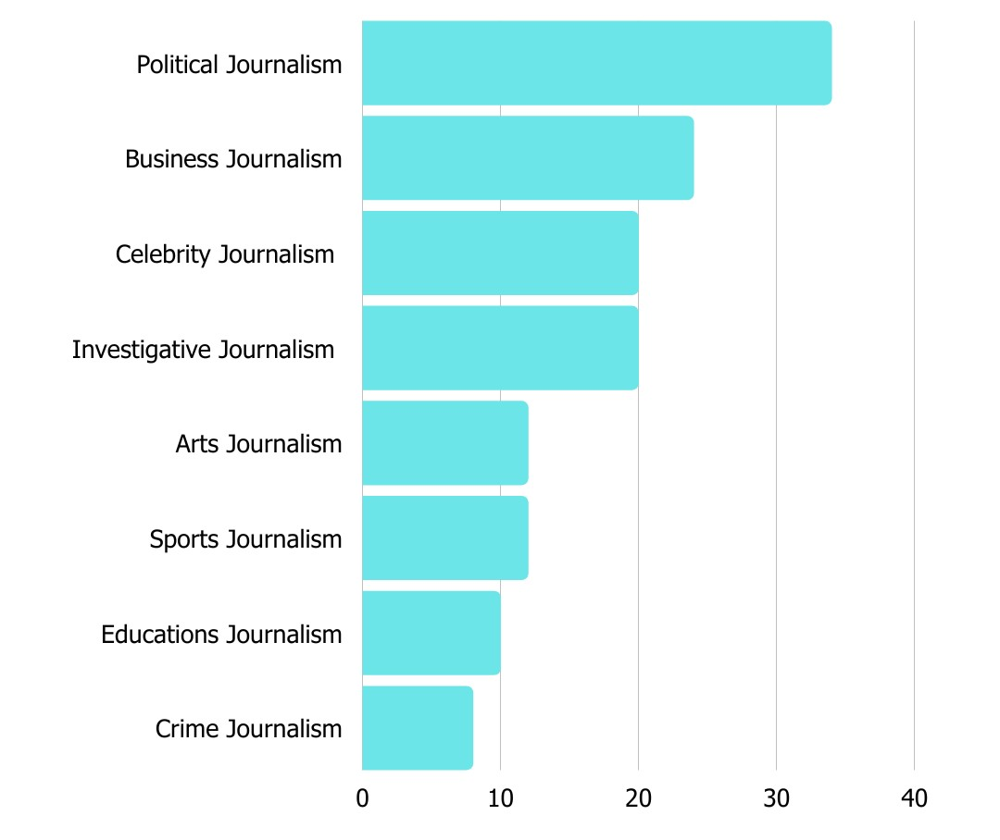 Political Journalism
Business Journalism
Celebrity Journalism
Investigative Journalism
Arts Journalism
Sports Journalism
Educations Journalism
Crime Journalism
0 10 20 30 40